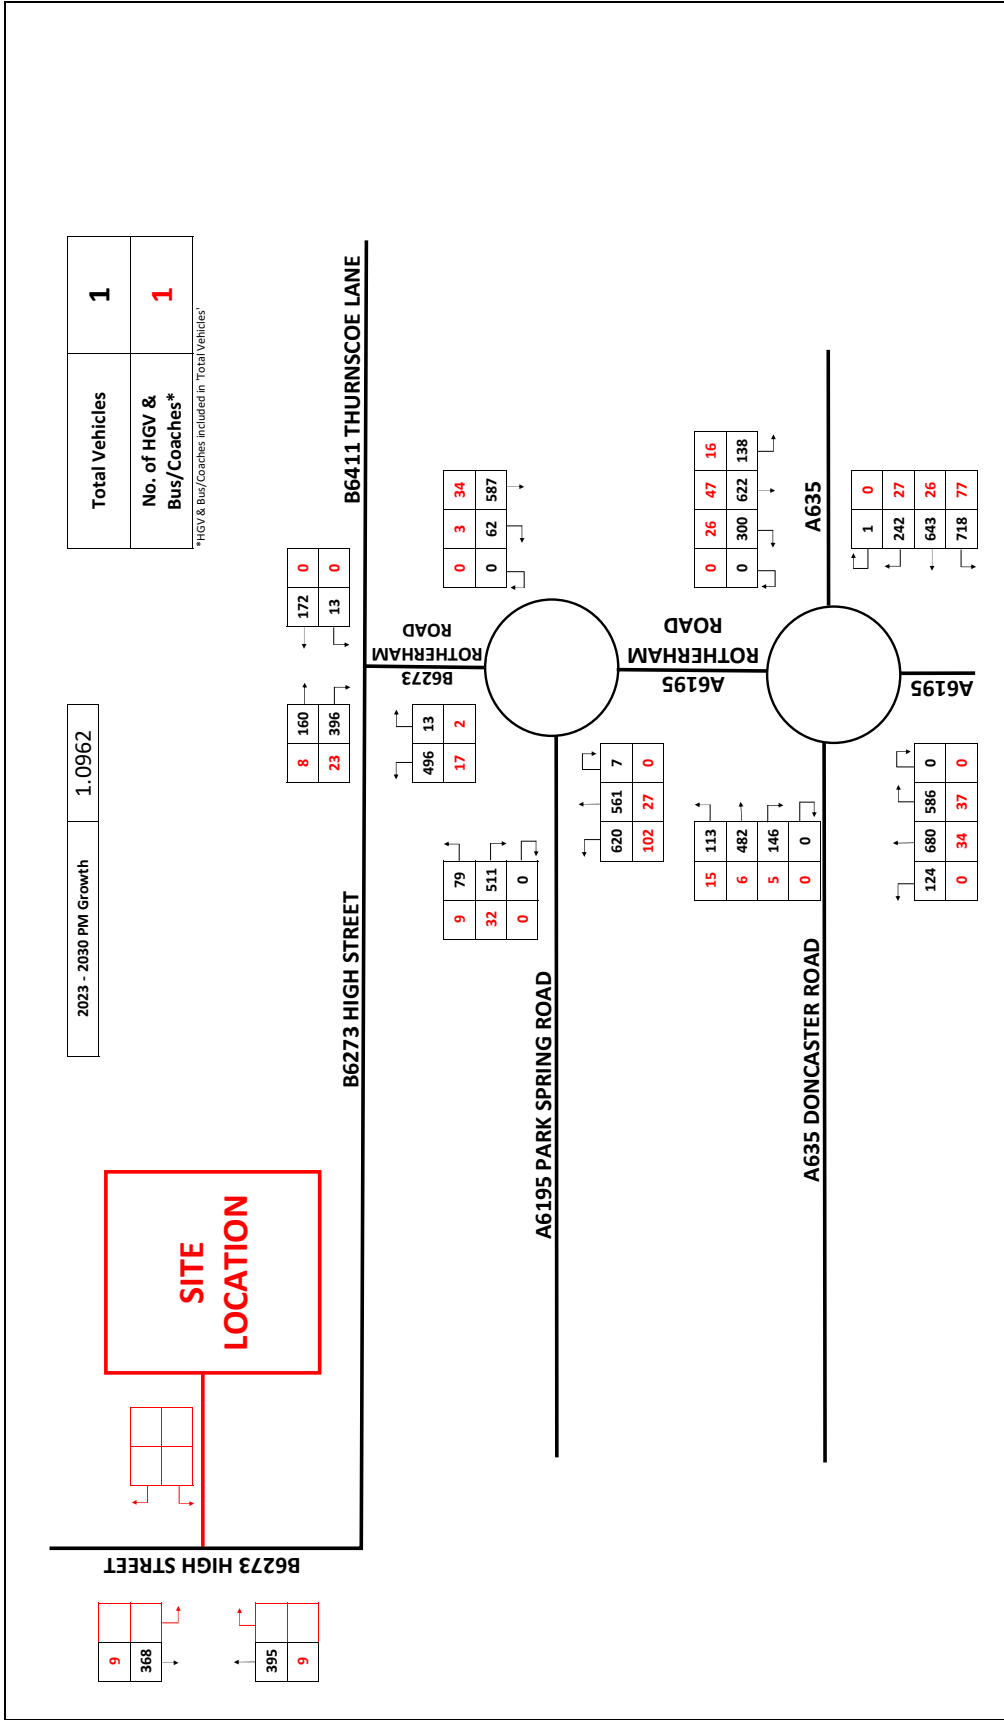 2023 - 2030 PM Growth 1.0962
Total Vehicles 1
No. of HGV &
Bus/Coaches* 1
*HGV & Bus/Coaches included in 'Total Vehicles'
SITE
LOCATION
B6273 HIGH STREET
9
368
395
9
8 160
23 396
172 0
13 0
B6273 HIGH STREET
B6411 THURNSCOE LANE
B6273
ROTHERHAM
ROAD
496 13
17 2
9 79
32 511
0 0
0 3 34
0 62 587
A6195 PARK SPRING ROAD
620 561 7
102 27 0
A6195
ROTHERHAM
ROAD
15 113
6 482
5 146
0 0
0 26 47 16
0 300 622 138
A635 DONCASTER ROAD
A635
1 0
242 27
643 26
718 77
124 680 586 0
0 34 37 0
A6195